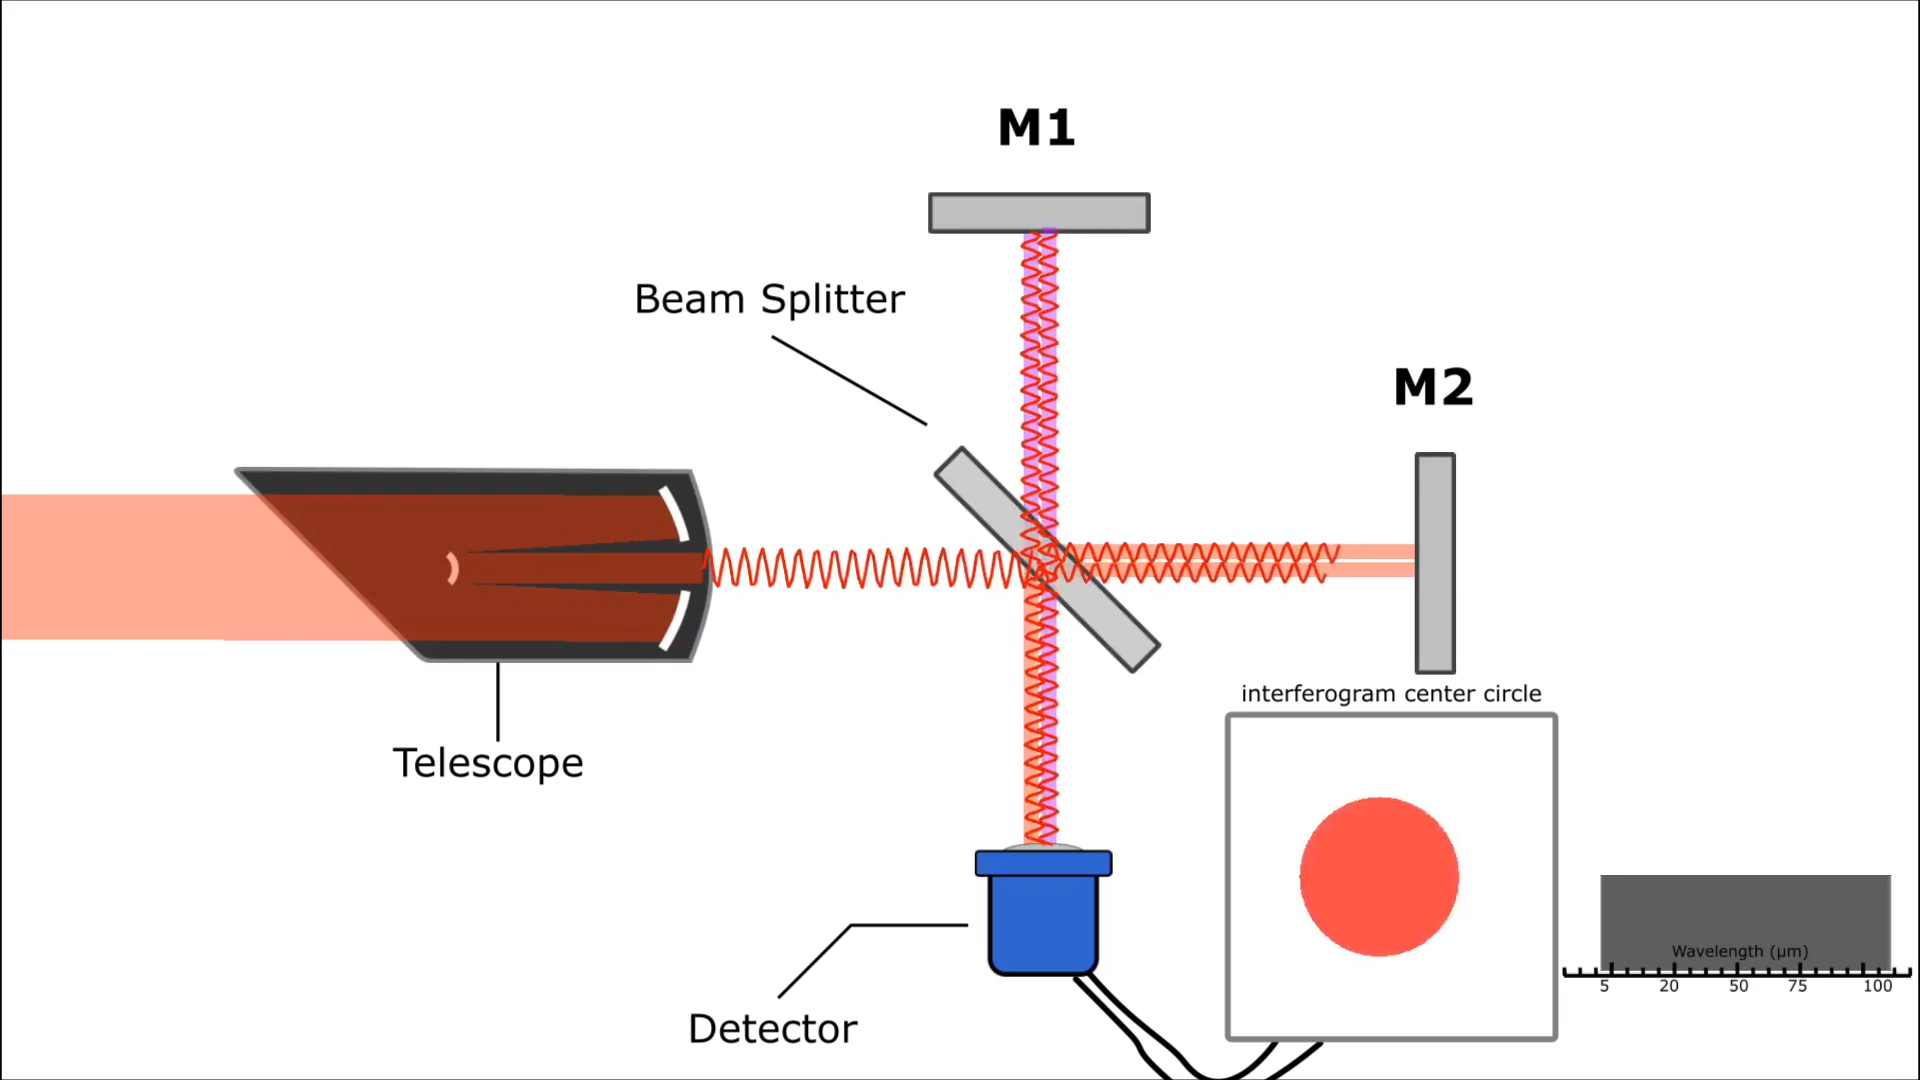 M1
Beam Splitter
M2
Telescope
interferogram center circle
Wavelength (μm)
5 20 50 75 100
Detector